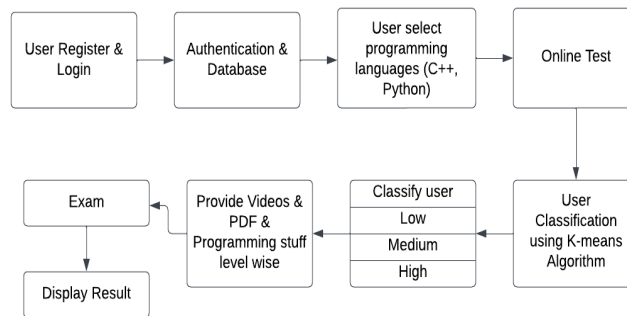 User Register &
Login
Authentication &
Database
User select
programming
languages (C++,
Python)
Online Test
Exam
Provide Videos &
PDF &
Programming stuff
level wise
Classify user
Low
Medium
High
User
Classification
using K-means
Algorithm
Display Result